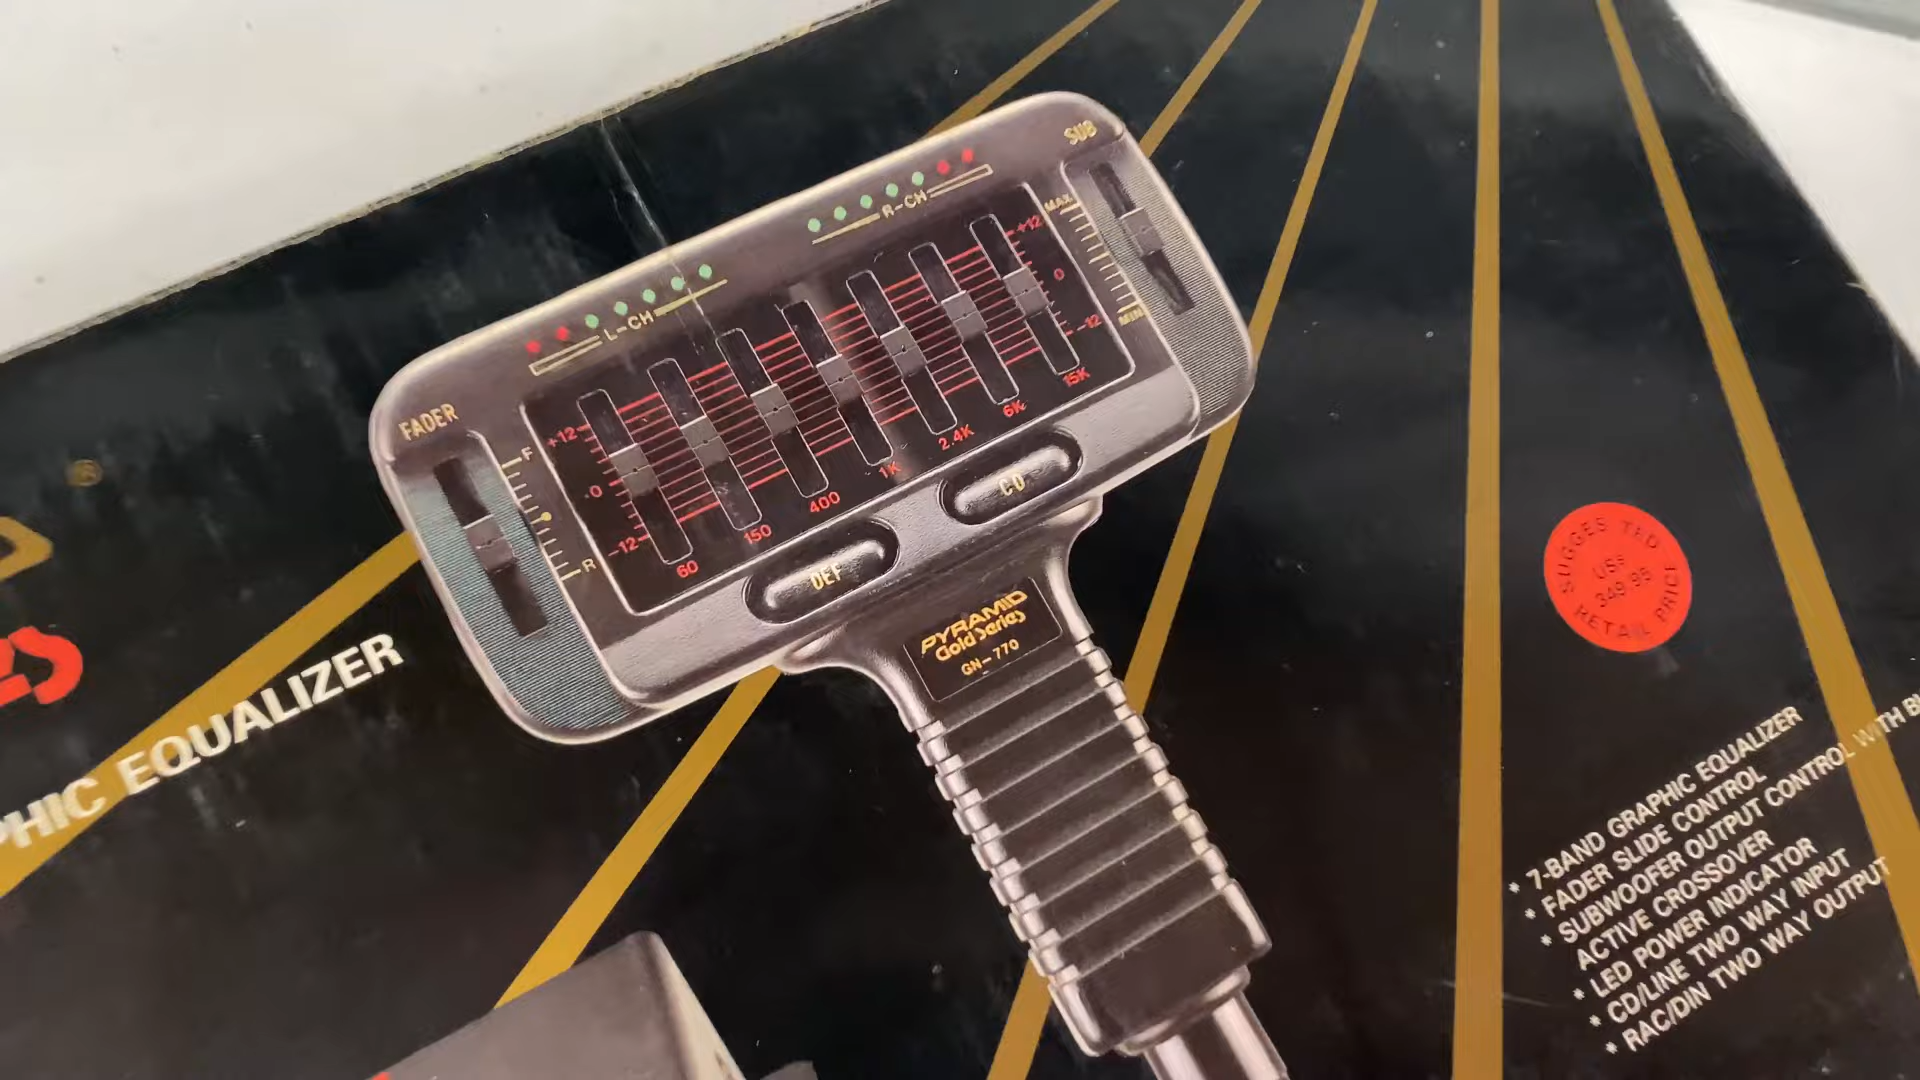 SUB
R-CH
MAX.
+12
0
-12
MIN
L-CH
FADER
F
R
+12
0
-12
60
150
400
1K
2.4K
6K
15K
DEF
CD
PYRAMID
Gold Series
GN-770
®
PHIC EQUALIZER
SUGGESTED
US$
349.95
RETAIL PRICE
* 7-BAND GRAPHIC EQUALIZER
* FADER SLIDE CONTROL
* SUBWOOFER OUTPUT CONTROL WITH
ACTIVE CROSSOVER
* LED POWER INDICATOR
* CD/LINE TWO WAY INPUT
* RAC/DIN TWO WAY OUTPUT